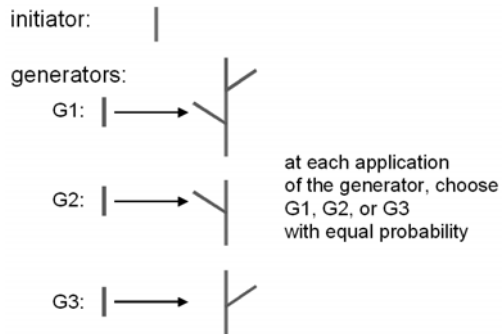 initiator:
generators:
G1:
G2:
at each application
of the generator, choose
G1, G2, or G3
with equal probability
G3: